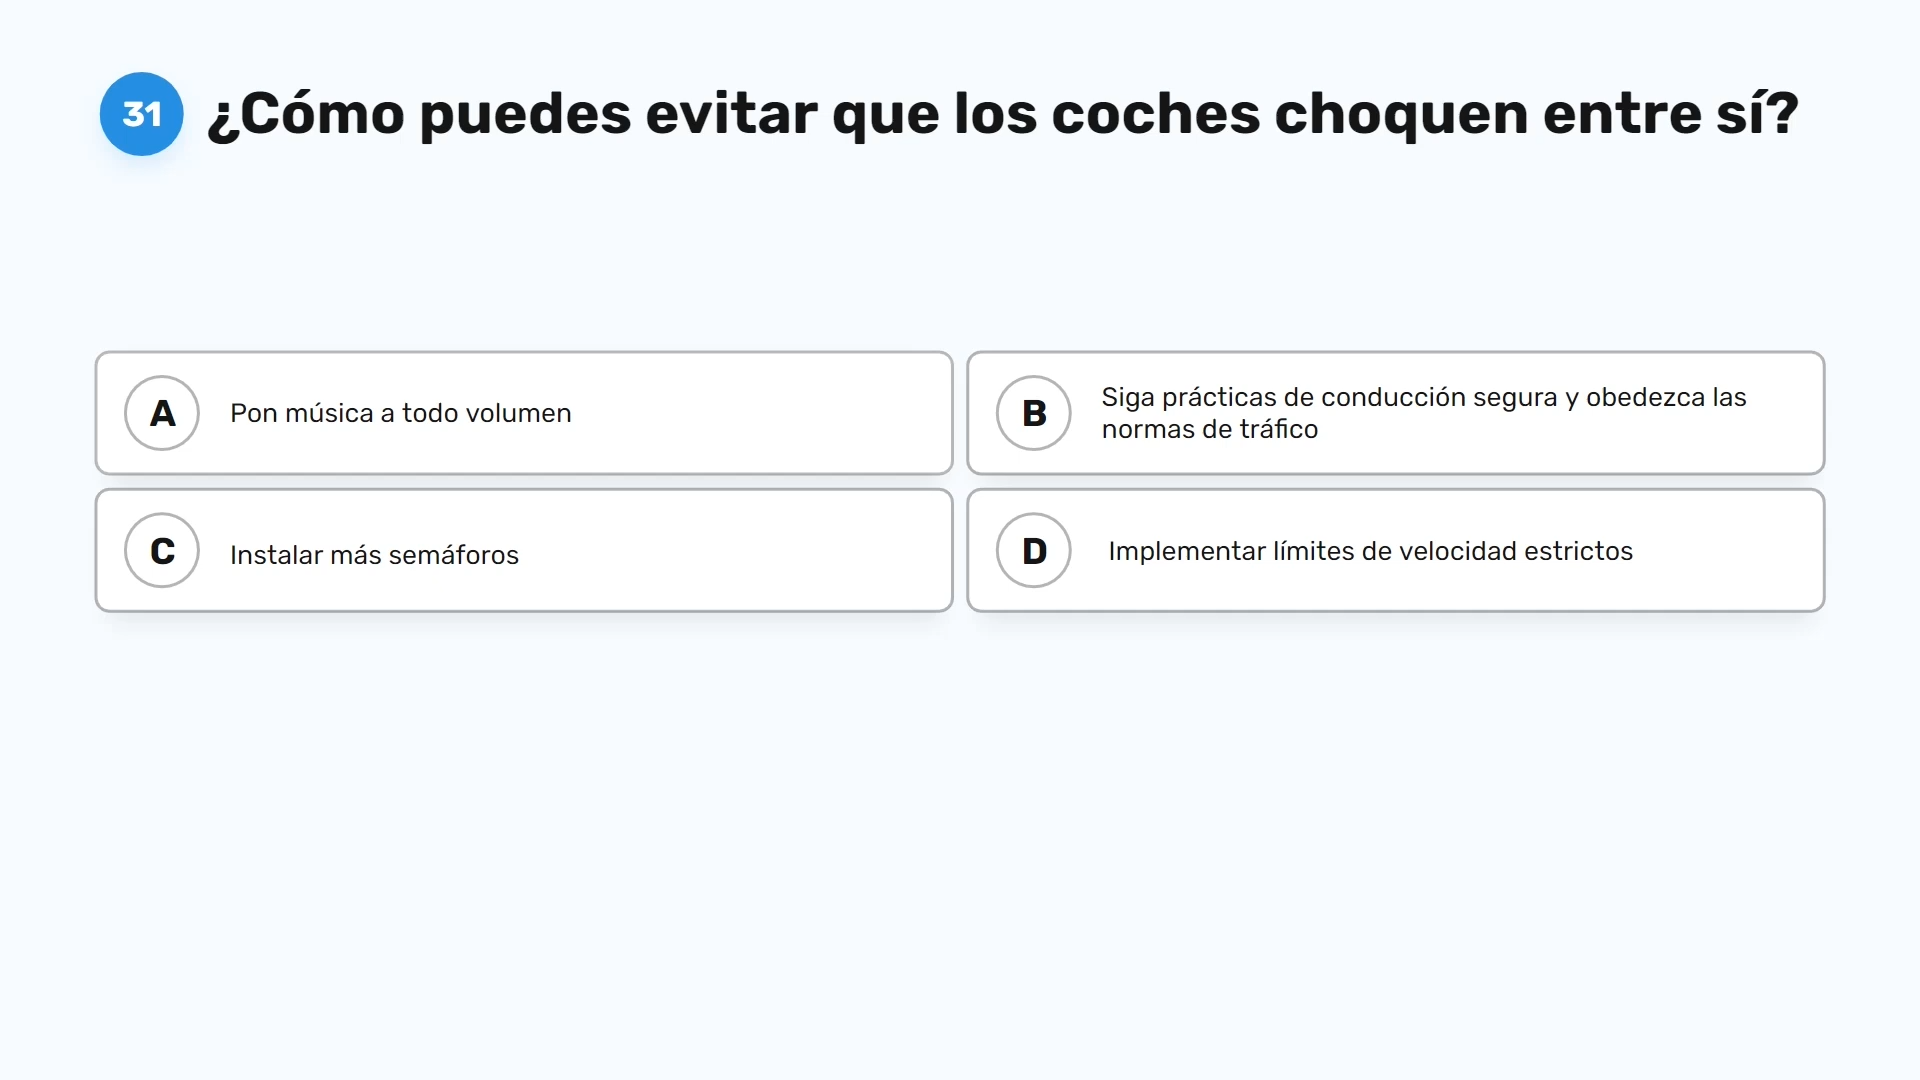 31 ¿Cómo puedes evitar que los coches choquen entre sí?
A Pon música a todo volumen
B Siga prácticas de conducción segura y obedezca las
normas de tráfico
C Instalar más semáforos
D Implementar límites de velocidad estrictos